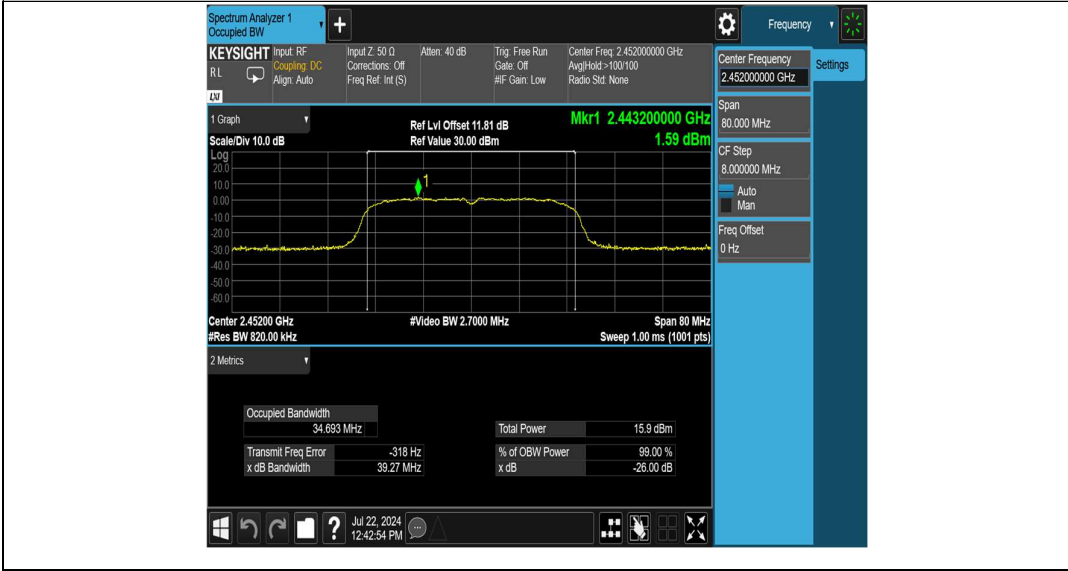 Spectrum Analyzer 1
Occupied BW
+
Frequency
KEYSIGHT
RL
LXI
Input: RF
Coupling: DC
Align: Auto
Input Z: 50 Ω
Corrections: Off
Freq Ref: Int (S)
Atten: 40 dB
Trig: Free Run
Gate: Off
#IF Gain: Low
Center Freq: 2.452000000 GHz
Avg|Hold:>100/100
Radio Std: None
Center Frequency
2.452000000 GHz
Settings
Span
80.000 MHz
CF Step
8.000000 MHz
Auto
Man
Freq Offset
0 Hz
1 Graph
Scale/Div 10.0 dB
Ref Lvl Offset 11.81 dB
Ref Value 30.00 dBm
Mkr1 2.443200000 GHz
1.59 dBm
Log
20.0
10.0
0.00
-10.0
-20.0
-30.0
-40.0
-50.0
-60.0
1
Center 2.45200 GHz
#Res BW 820.00 kHz
#Video BW 2.7000 MHz
Span 80 MHz
Sweep 1.00 ms (1001 pts)
2 Metrics
Occupied Bandwidth
34.693 MHz
Total Power 15.9 dBm
Transmit Freq Error -318 Hz
% of OBW Power 99.00 %
x dB Bandwidth 39.27 MHz
x dB -26.00 dB
?
Jul 22, 2024
12:42:54 PM